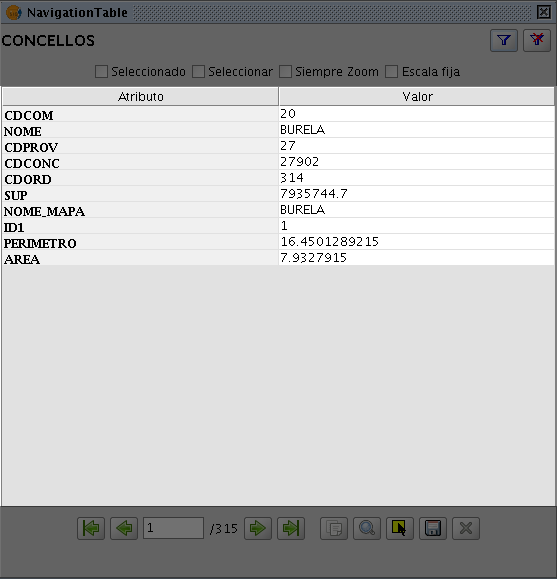 NavigationTable
CONCELLOS
Seleccionado Seleccionar Siempre Zoom Escala fija
Atributo Valor
CDCOM 20
NOME BURELA
CDPROV 27
CDCONC 27902
CDORD 314
SUP 7935744.7
NOME_MAPA BURELA
ID1 1
PERIMETRO 16.4501289215
AREA 7.9327915
1 /315